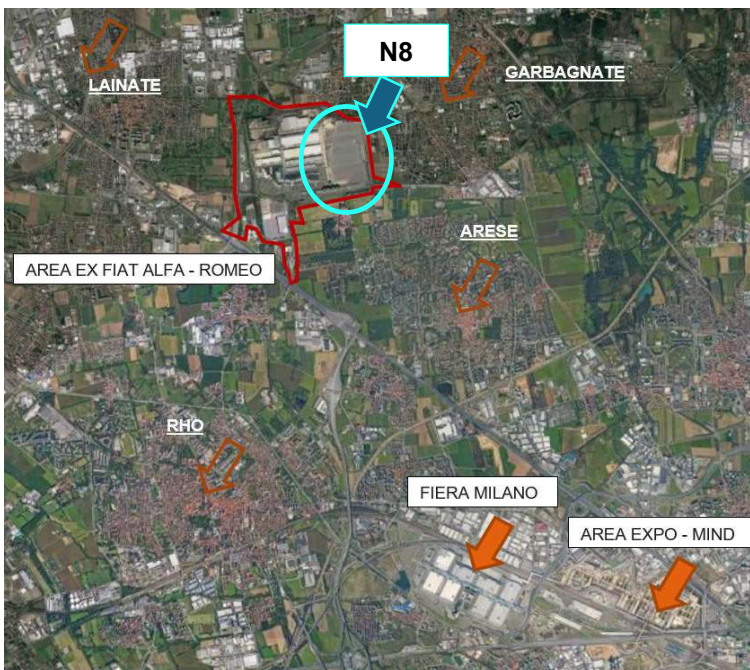 N8
GARBAGNATE
LAINATE
ARESE
AREA EX FIAT ALFA - ROMEO
RHO
FIERA MILANO
AREA EXPO - MIND